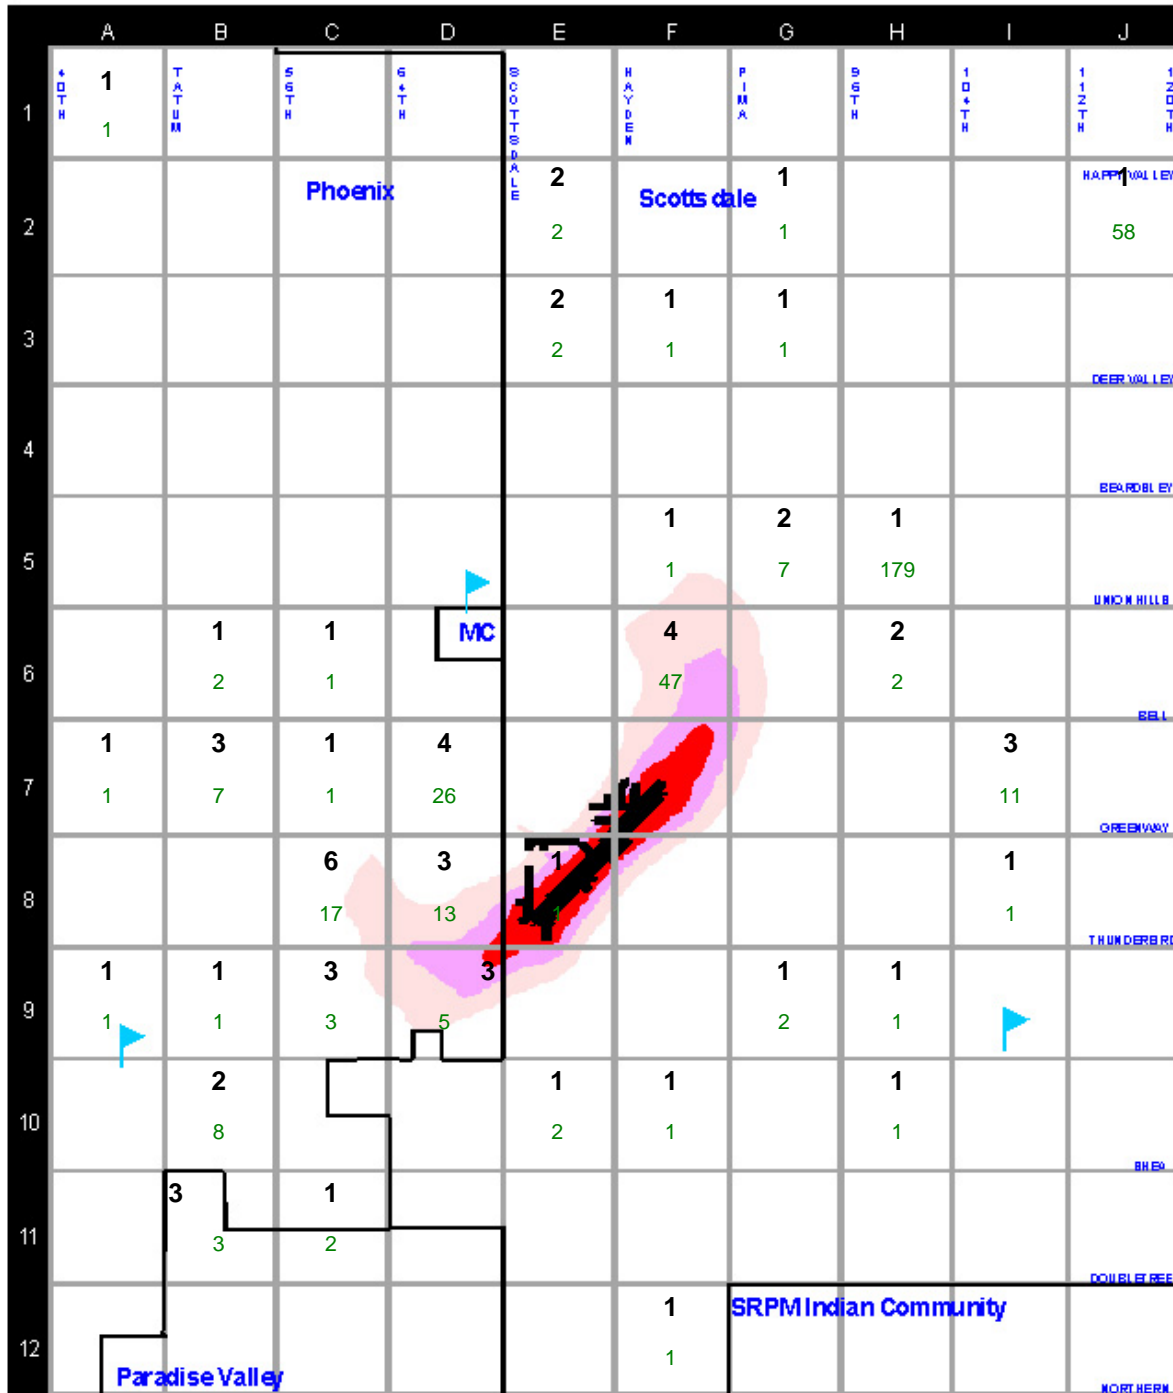 A B C D E F G H I J
1 40TH 1 TATUM 56TH 64TH SCOTTSDALE HAYDEN PIMA 96TH 104TH 112TH 120TH
1
Phoenix 2 Scottsdale 1 HAPPY VALLEY 1
2 2 1 58
2 1 1
3 2 1 1
DEER VALLEY
4
BEARDSLEY
1 2 1
5 1 7 179
UNION HILLS
1 1 MC 4 2
6 2 1 47 2
BELL
1 3 1 4 3
7 1 7 1 26 11
GREENWAY
6 3 1 1
8 17 13 1 1
THUNDERBIRD
1 1 3 3 1 1
9 1 1 3 5 2 1
2 1 1 1
10 8 2 1 1
SHEA
3 1
11 3 2
DOUBLETREE
1 SRPM Indian Community
12 1
Paradise Valley
NORTHERN